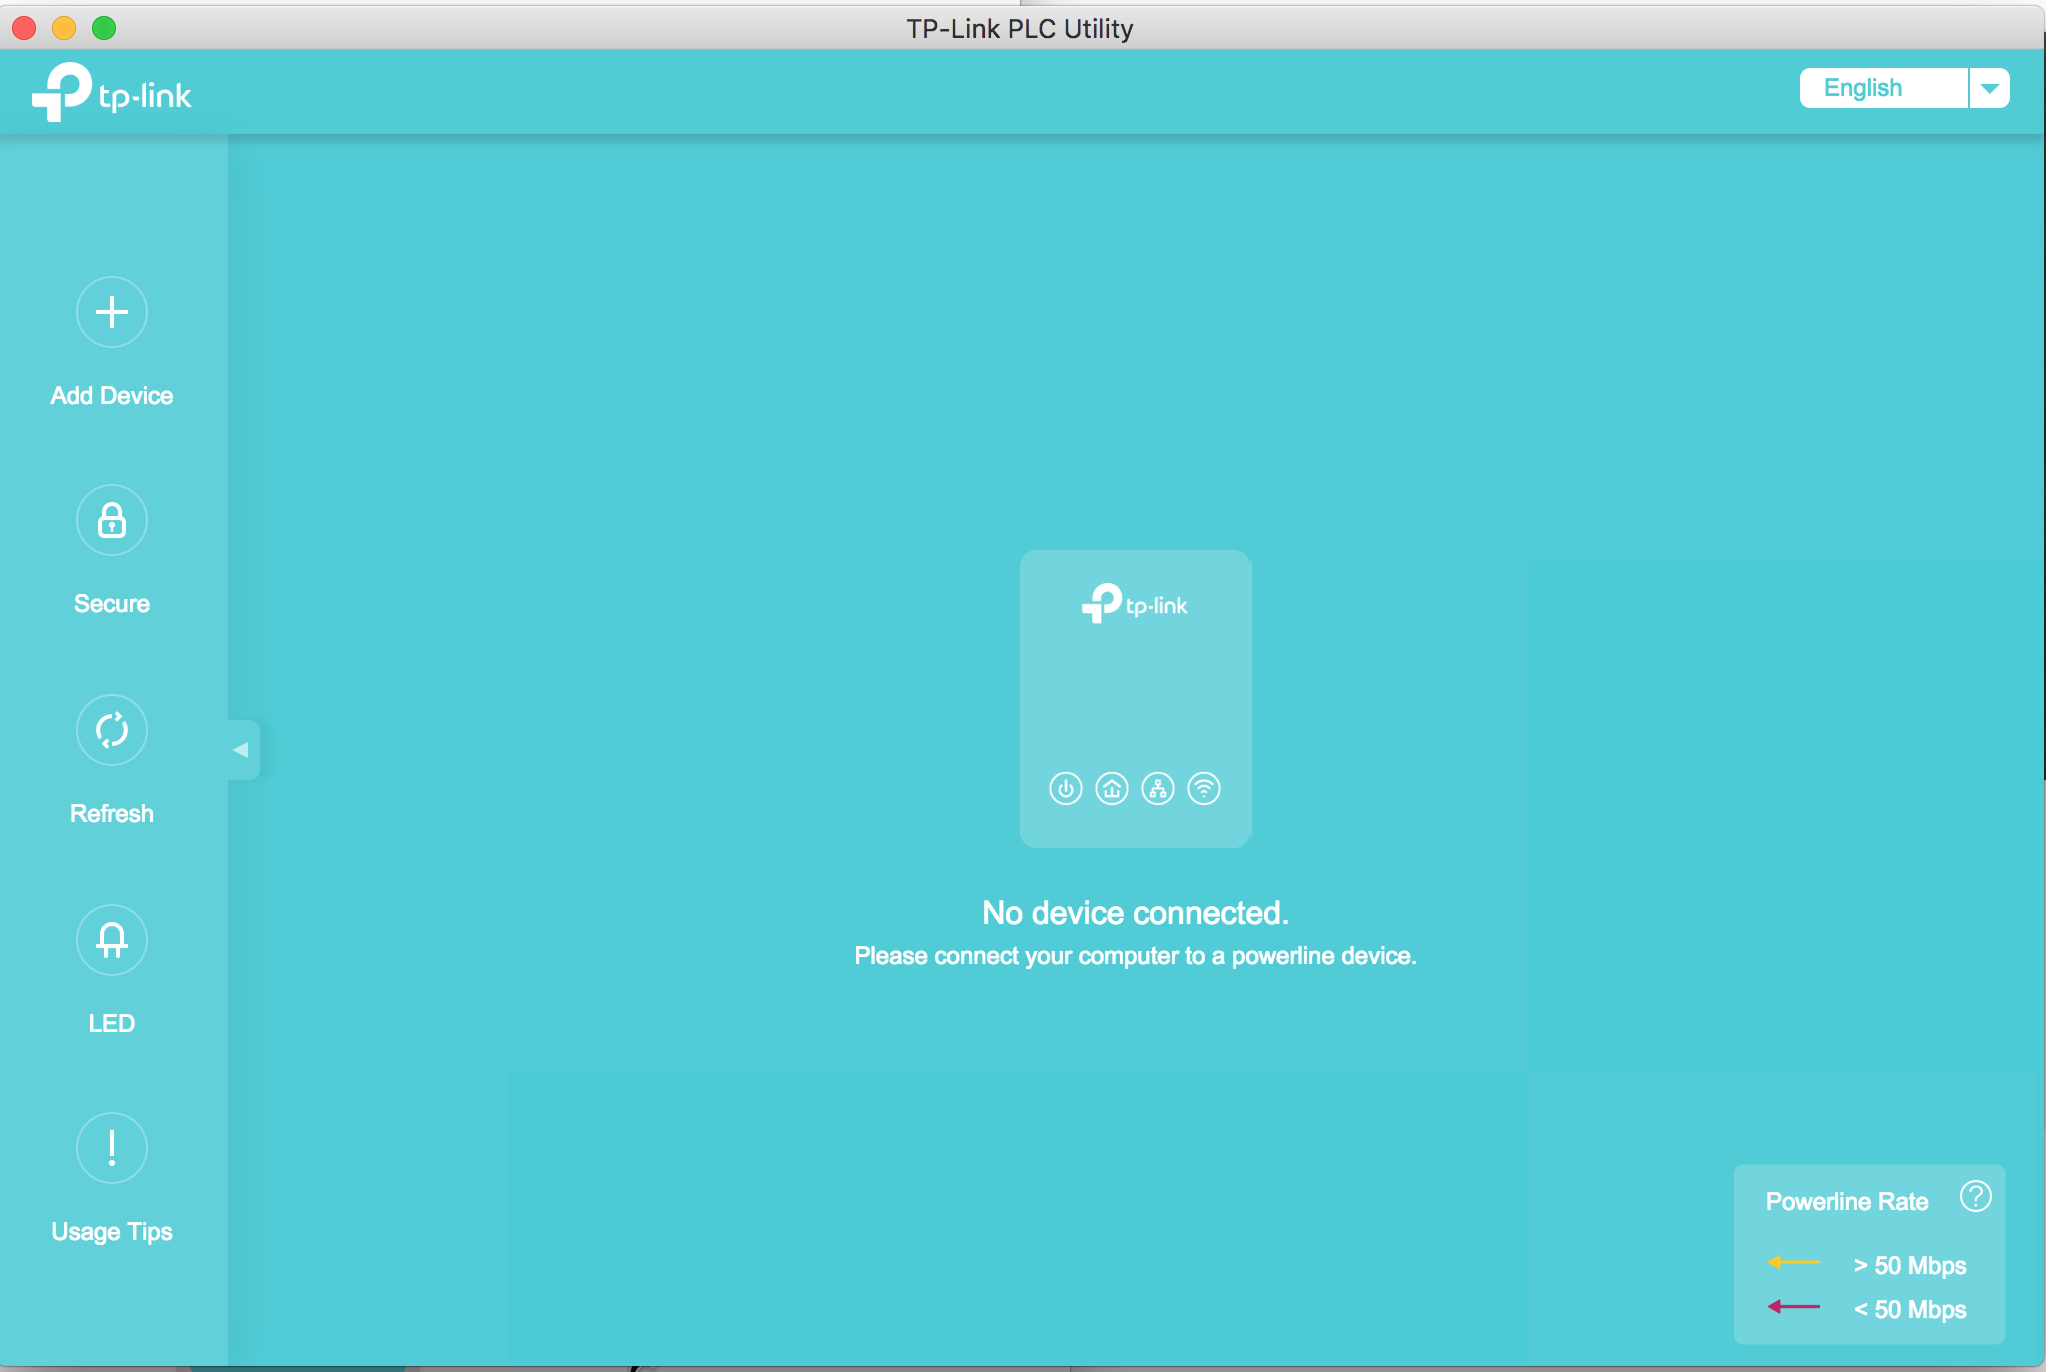 TP-Link PLC Utility
tp-link
English
Add Device
Secure
Refresh
LED
Usage Tips
tp-link
No device connected.
Please connect your computer to a powerline device.
Powerline Rate ?
> 50 Mbps
< 50 Mbps